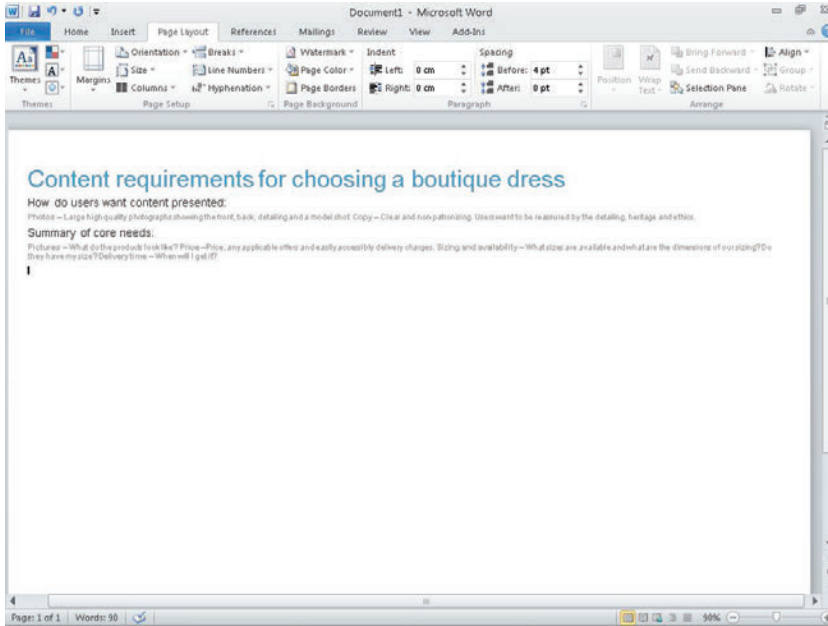 Document1 - Microsoft Word
File Home Insert Page Layout References Mailings Review View Add-Ins
Orientation Breaks Watermark Indent Spacing Bring Forward Align
Size Line Numbers Page Color Left: 0 cm Before: 4 pt Send Backward Group
Themes Margins Columns Hyphenation Page Borders Right: 0 cm After: 0 pt Position Wrap Text Selection Pane Rotate
Themes Page Setup Page Background Paragraph Arrange
Content requirements for choosing a boutique dress
How do users want content presented:
Photos – Large high quality photographs showing the front, back, detailing and a model shot. Copy – Clear and non patronizing. Users want to be reassured by the detailing, heritage and ethics.
Summary of core needs:
Pictures – What do the products look like? Price – Price, any applicable offers and easily accessibly delivery charges. Sizing and availability – What sizes are available and what are the dimensions of our sizing? Do
they have my size? Delivery time – When will I get it?
Page: 1 of 1 Words: 90 90%